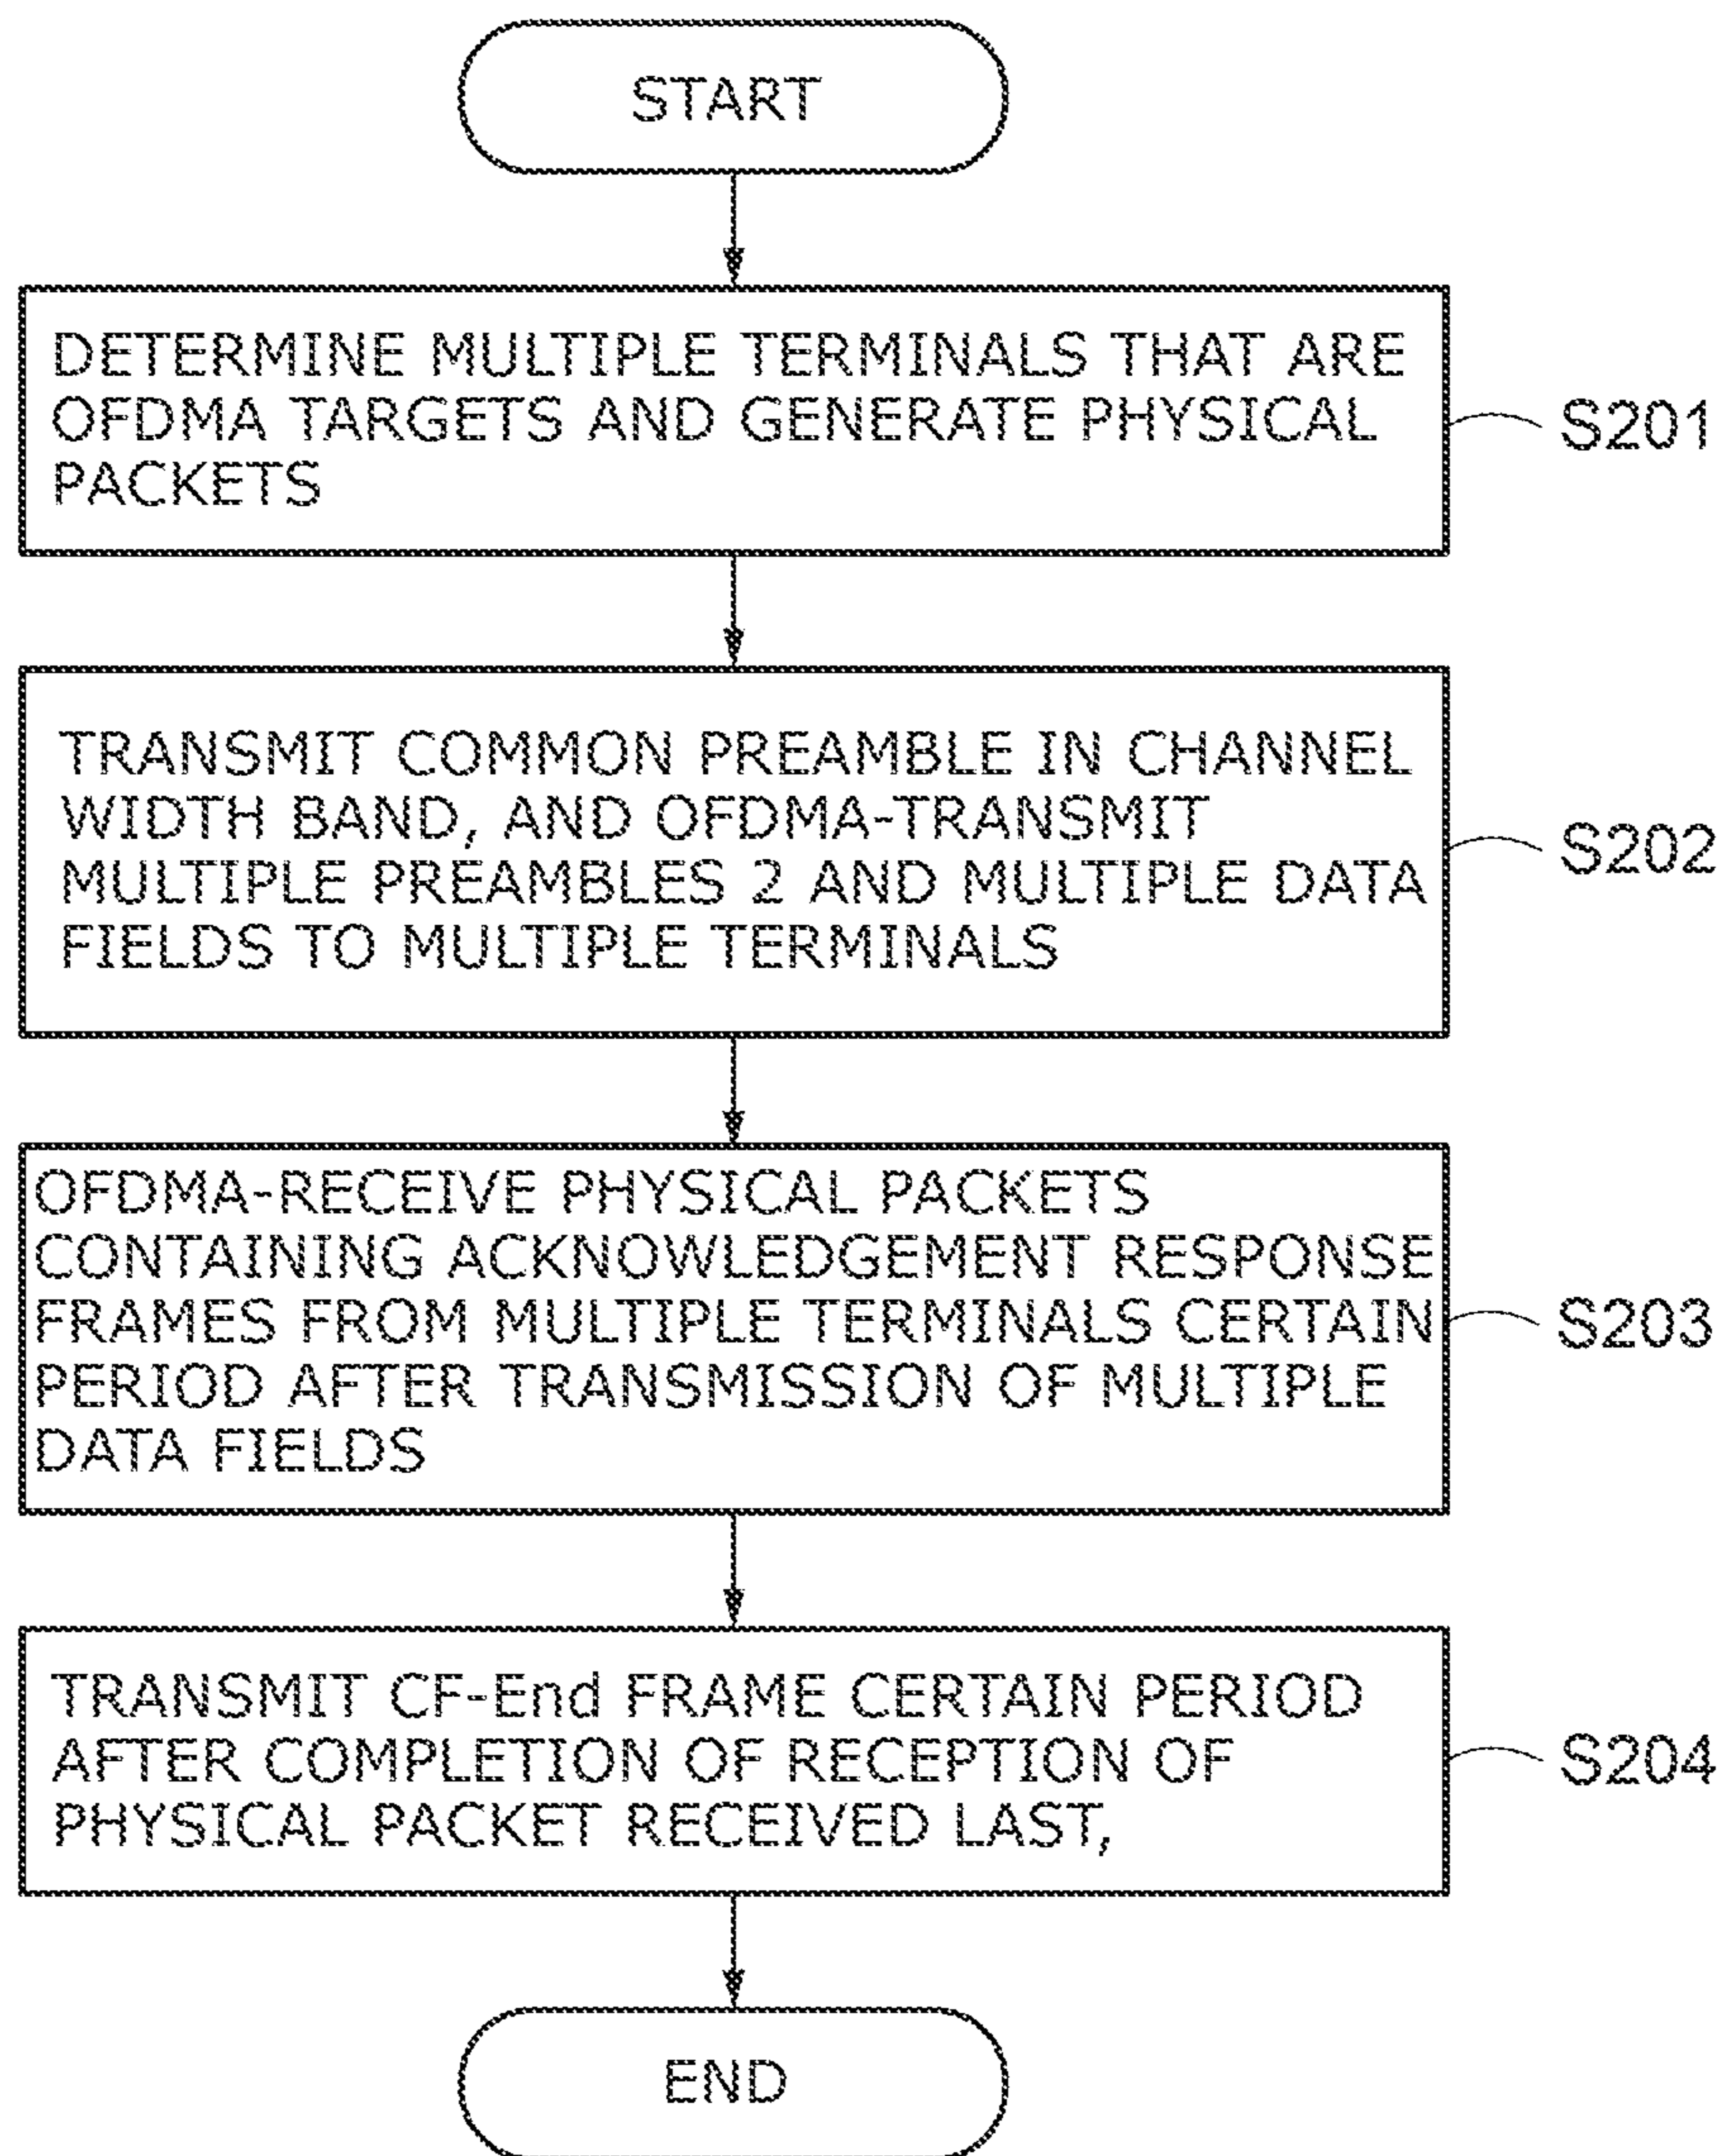 START
DETERMINE MULTIPLE TERMINALS THAT ARE
OFDMA TARGETS AND GENERATE PHYSICAL
PACKETS
S201
TRANSMIT COMMON PREAMBLE IN CHANNEL
WIDTH BAND, AND OFDMA-TRANSMIT
MULTIPLE PREAMBLES 2 AND MULTIPLE DATA
FIELDS TO MULTIPLE TERMINALS
S202
OFDMA-RECEIVE PHYSICAL PACKETS
CONTAINING ACKNOWLEDGEMENT RESPONSE
FRAMES FROM MULTIPLE TERMINALS CERTAIN
PERIOD AFTER TRANSMISSION OF MULTIPLE
DATA FIELDS
S203
TRANSMIT CF-End FRAME CERTAIN PERIOD
AFTER COMPLETION OF RECEPTION OF
PHYSICAL PACKET RECEIVED LAST,
S204
END